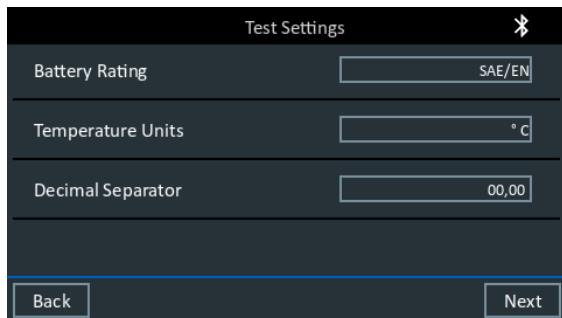 Test Settings
Battery Rating SAE/EN
Temperature Units ° C
Decimal Separator 00,00
Back Next